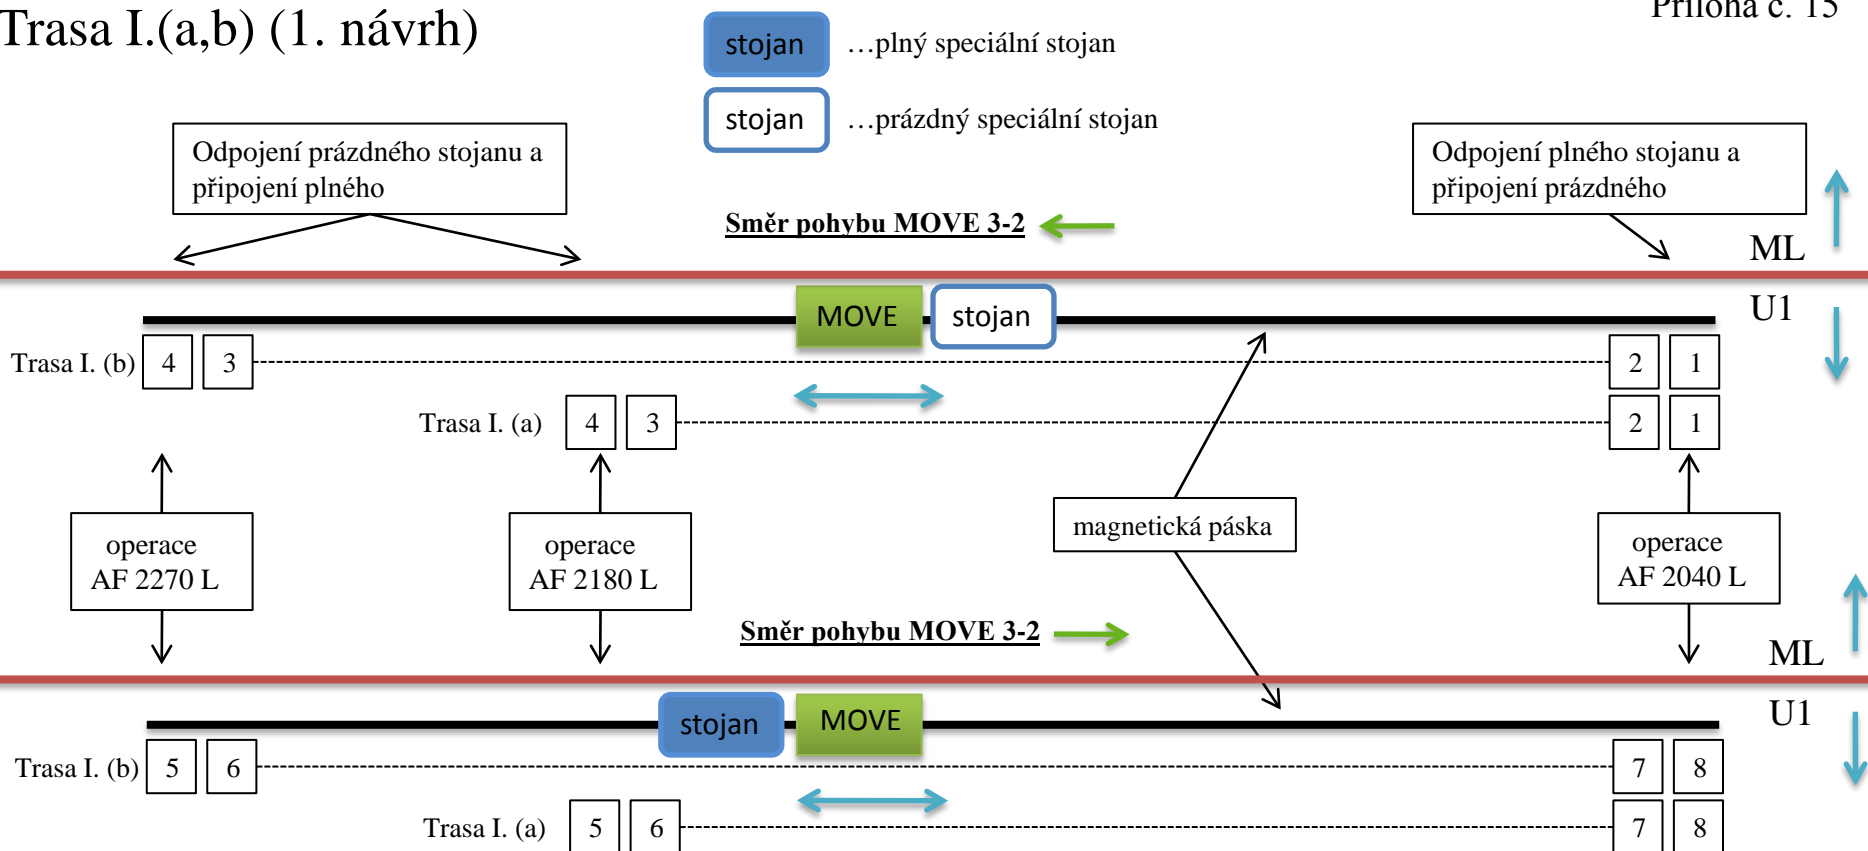 Trasa I.(a,b) (1. návrh)
Příloha č. 15
stojan …plný speciální stojan
stojan …prázdný speciální stojan
Odpojení prázdného stojanu a
připojení plného
Odpojení plného stojanu a
připojení prázdného
Směr pohybu MOVE 3-2
ML
U1
MOVE stojan
Trasa I. (b) 4 3 2 1
Trasa I. (a) 4 3 2 1
operace
AF 2270 L
operace
AF 2180 L
magnetická páska
operace
AF 2040 L
Směr pohybu MOVE 3-2
ML
U1
stojan MOVE
Trasa I. (b) 5 6 7 8
Trasa I. (a) 5 6 7 8